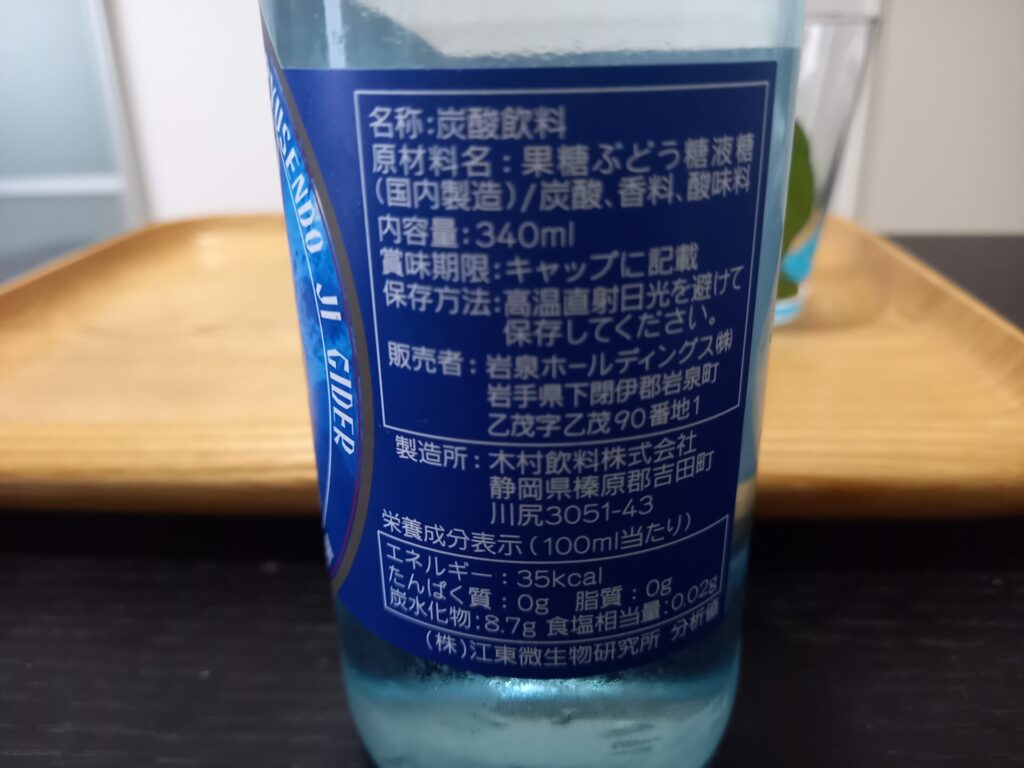 YUSENDO JI CIDER
名称:炭酸飲料
原材料名:果糖ぶどう糖液糖
(国内製造)/炭酸、香料、酸味料
内容量:340ml
賞味期限:キャップに記載
保存方法:高温直射日光を避けて
保存してください。
販売者:岩泉ホールディングス㈱
岩手県下閉伊郡岩泉町
乙茂字乙茂90番地1
製造所:木村飲料株式会社
静岡県榛原郡吉田町
川尻3051-43
栄養成分表示(100ml当たり)
エネルギー:35kcal
たんぱく質:0g 脂質:0g
炭水化物:8.7g 食塩相当量:0.02g
(株)江東微生物研究所 分析値